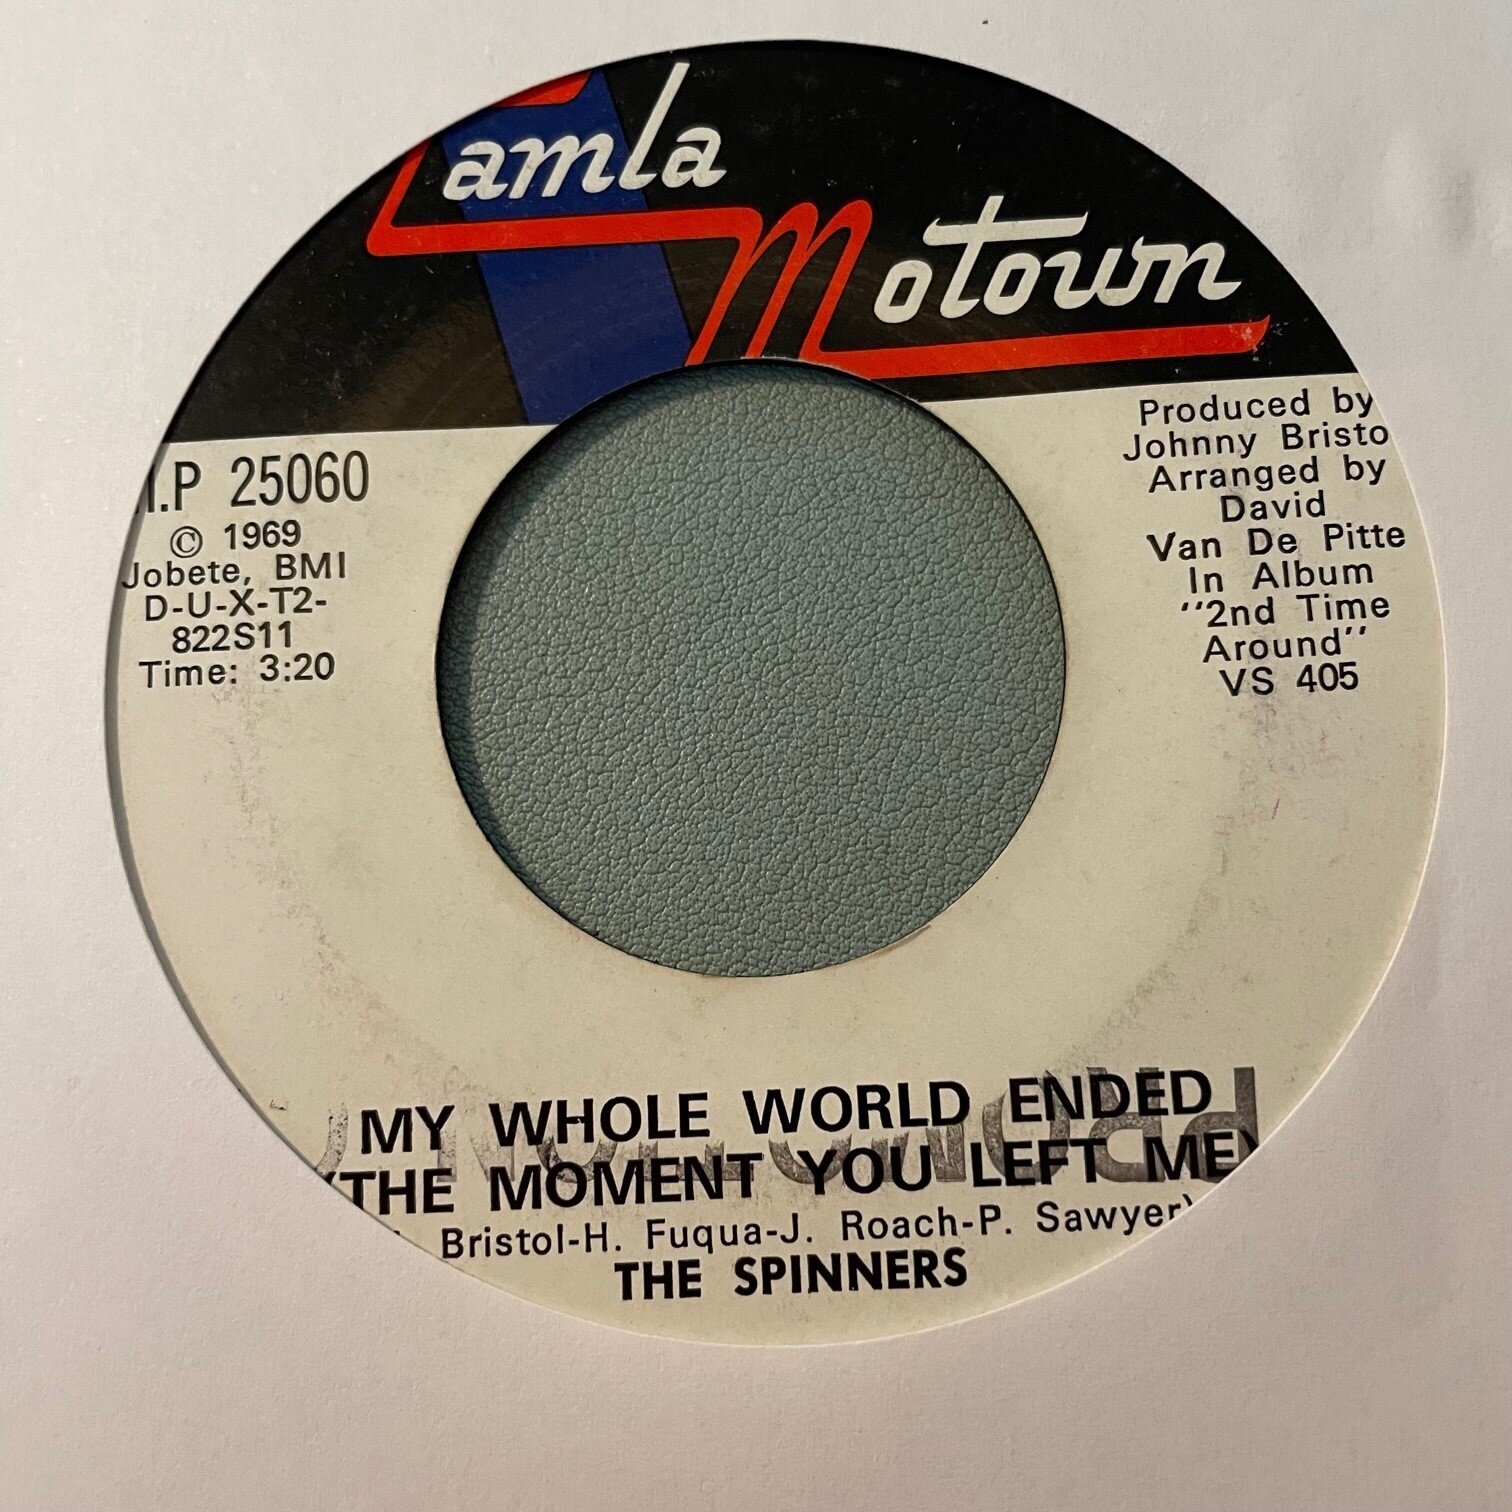 Tamla
Motown
.P 25060
© 1969
Jobete, BMI
D-U-X-T2-
822S11
Time: 3:20
Produced by
Johnny Bristo
Arranged by
David
Van De Pitte
In Album
"2nd Time
Around"
VS 405
MY WHOLE WORLD ENDED
(THE MOMENT YOU LEFT ME)
Bristol-H. Fuqua-J. Roach-P. Sawyer)
THE SPINNERS